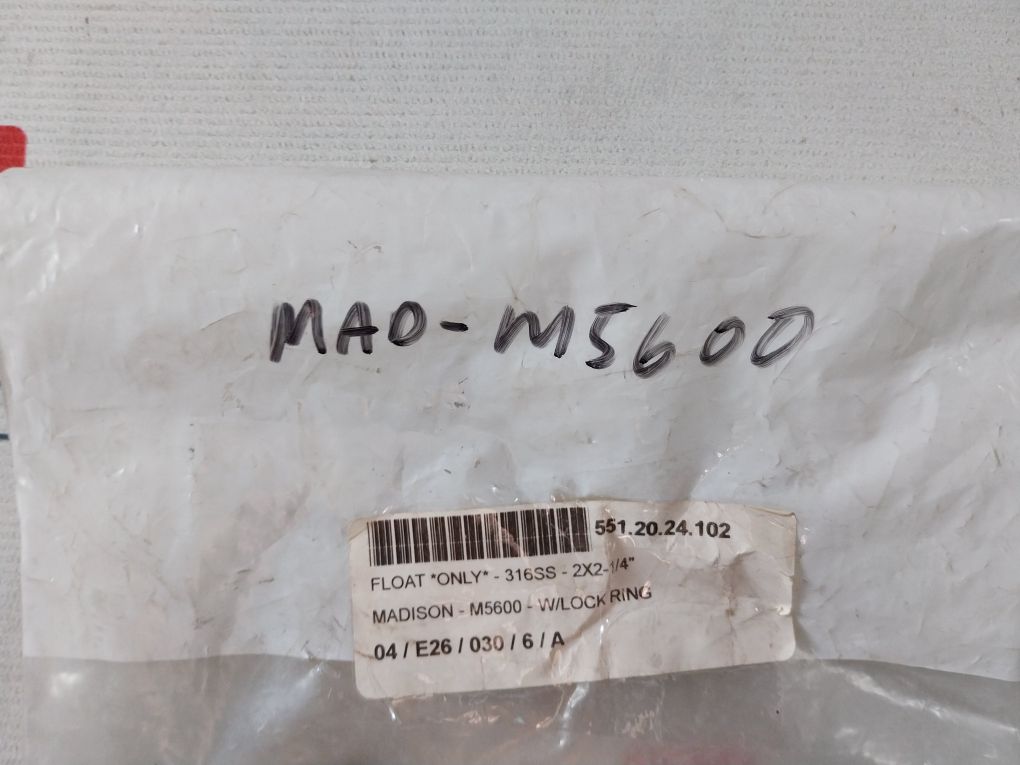 MAD-M5600
551.20.24.102
FLOAT *ONLY* - 316SS - 2X2-1/4"
MADISON - M5600 - W/LOCK RING
04 / E26 / 030 / 6 / A